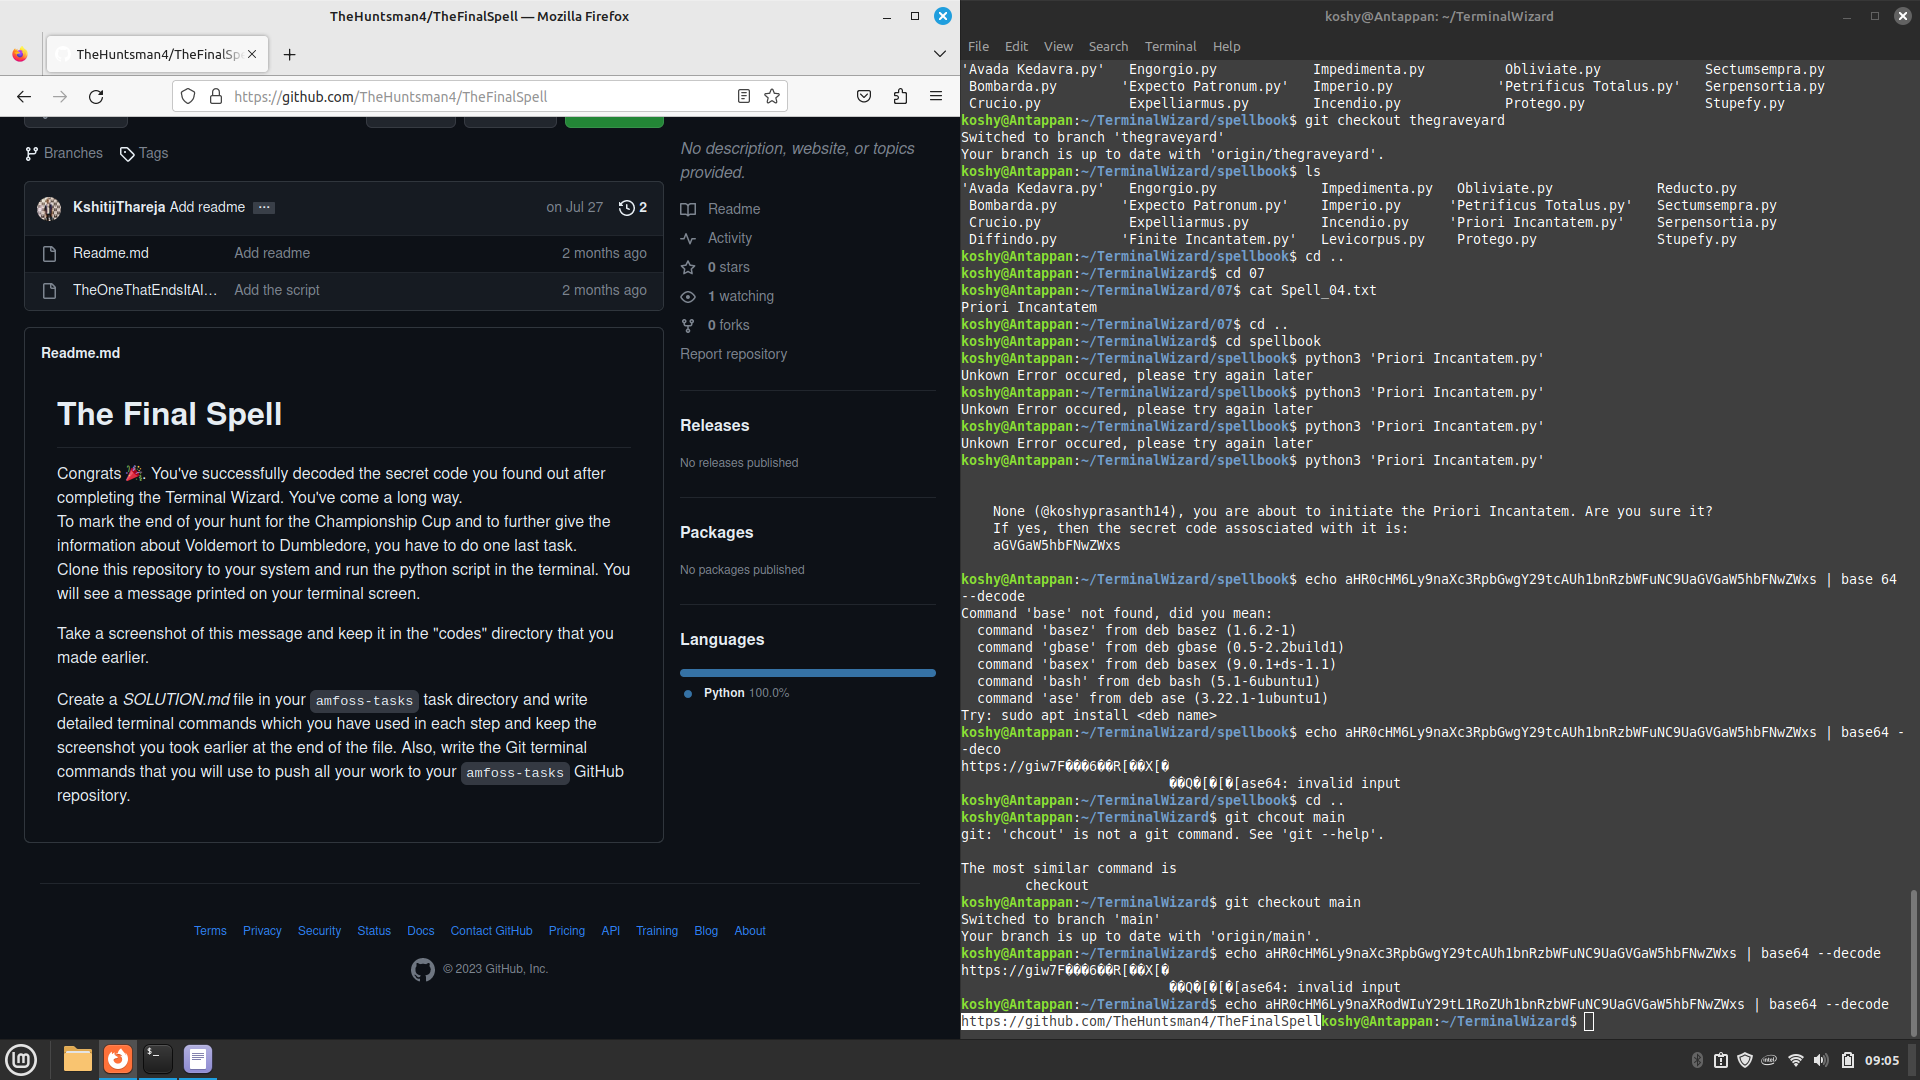 TheHuntsman4/TheFinalSpell — Mozilla Firefox
TheHuntsman4/TheFinalSp
https://github.com/TheHuntsman4/TheFinalSpell
Branches Tags
KshitijThareja Add readme ··· on Jul 27 2
Readme.md Add readme 2 months ago
TheOneThatEndsItAl... Add the script 2 months ago
Readme.md
The Final Spell
Congrats 🎉. You've successfully decoded the secret code you found out after
completing the Terminal Wizard. You've come a long way.
To mark the end of your hunt for the Championship Cup and to further give the
information about Voldemort to Dumbledore, you have to do one last task.
Clone this repository to your system and run the python script in the terminal. You
will see a message printed on your terminal screen.
Take a screenshot of this message and keep it in the "codes" directory that you
made earlier.
Create a SOLUTION.md file in your amfoss-tasks task directory and write
detailed terminal commands which you have used in each step and keep the
screenshot you took earlier at the end of the file. Also, write the Git terminal
commands that you will use to push all your work to your amfoss-tasks GitHub
repository.
No description, website, or topics
provided.
Readme
Activity
0 stars
1 watching
0 forks
Report repository
Releases
No releases published
Packages
No packages published
Languages
Python 100.0%
Terms Privacy Security Status Docs Contact GitHub Pricing API Training Blog About
© 2023 GitHub, Inc.
koshy@Antappan: ~/TerminalWizard
File Edit View Search Terminal Help
'Avada Kedavra.py' Engorgio.py Impedimenta.py Obliviate.py Sectumsempra.py
Bombarda.py 'Expecto Patronum.py' Imperio.py 'Petrificus Totalus.py' Serpensortia.py
Crucio.py Expelliarmus.py Incendio.py Protego.py Stupefy.py
koshy@Antappan:~/TerminalWizard/spellbook$ git checkout thegraveyard
Switched to branch 'thegraveyard'
Your branch is up to date with 'origin/thegraveyard'.
koshy@Antappan:~/TerminalWizard/spellbook$ ls
'Avada Kedavra.py' Engorgio.py Impedimenta.py Obliviate.py Reducto.py
Bombarda.py 'Expecto Patronum.py' Imperio.py 'Petrificus Totalus.py' Sectumsempra.py
Crucio.py Expelliarmus.py Incendio.py 'Priori Incantatem.py' Serpensortia.py
Diffindo.py 'Finite Incantatem.py' Levicorpus.py Protego.py Stupefy.py
koshy@Antappan:~/TerminalWizard/spellbook$ cd ..
koshy@Antappan:~/TerminalWizard$ cd 07
koshy@Antappan:~/TerminalWizard/07$ cat Spell_04.txt
Priori Incantatem
koshy@Antappan:~/TerminalWizard/07$ cd ..
koshy@Antappan:~/TerminalWizard$ cd spellbook
koshy@Antappan:~/TerminalWizard/spellbook$ python3 'Priori Incantatem.py'
Unkown Error occured, please try again later
koshy@Antappan:~/TerminalWizard/spellbook$ python3 'Priori Incantatem.py'
Unkown Error occured, please try again later
koshy@Antappan:~/TerminalWizard/spellbook$ python3 'Priori Incantatem.py'
Unkown Error occured, please try again later
koshy@Antappan:~/TerminalWizard/spellbook$ python3 'Priori Incantatem.py'
None (@koshyprasanth14), you are about to initiate the Priori Incantatem. Are you sure it?
If yes, then the secret code assosciated with it is:
aGVGaW5hbFNwZWxs
koshy@Antappan:~/TerminalWizard/spellbook$ echo aHR0cHM6Ly9naXc3RpbGwgY29tcAUh1bnRzbWFuNC9UaGVGaW5hbFNwZWxs | base 64
--decode
Command 'base' not found, did you mean:
command 'basez' from deb basez (1.6.2-1)
command 'gbase' from deb gbase (0.5-2.2build1)
command 'basex' from deb basex (9.0.1+ds-1.1)
command 'bash' from deb bash (5.1-6ubuntu1)
command 'ase' from deb ase (3.22.1-1ubuntu1)
Try: sudo apt install <deb name>
koshy@Antappan:~/TerminalWizard/spellbook$ echo aHR0cHM6Ly9naXc3RpbGwgY29tcAUh1bnRzbWFuNC9UaGVGaW5hbFNwZWxs | base64 -
-deco
https://giw7F���6��R[��X[�
��Q�[�[�[ase64: invalid input
koshy@Antappan:~/TerminalWizard/spellbook$ cd ..
koshy@Antappan:~/TerminalWizard$ git chcout main
git: 'chcout' is not a git command. See 'git --help'.
The most similar command is
checkout
koshy@Antappan:~/TerminalWizard$ git checkout main
Switched to branch 'main'
Your branch is up to date with 'origin/main'.
koshy@Antappan:~/TerminalWizard$ echo aHR0cHM6Ly9naXc3RpbGwgY29tcAUh1bnRzbWFuNC9UaGVGaW5hbFNwZWxs | base64 --decode
https://giw7F���6��R[��X[�
��Q�[�[�[ase64: invalid input
koshy@Antappan:~/TerminalWizard$ echo aHR0cHM6Ly9naXRodWIuY29tL1RoZUh1bnRzbWFuNC9UaGVGaW5hbFNwZWxs | base64 --decode
https://github.com/TheHuntsman4/TheFinalSpellkoshy@Antappan:~/TerminalWizard$
09:05